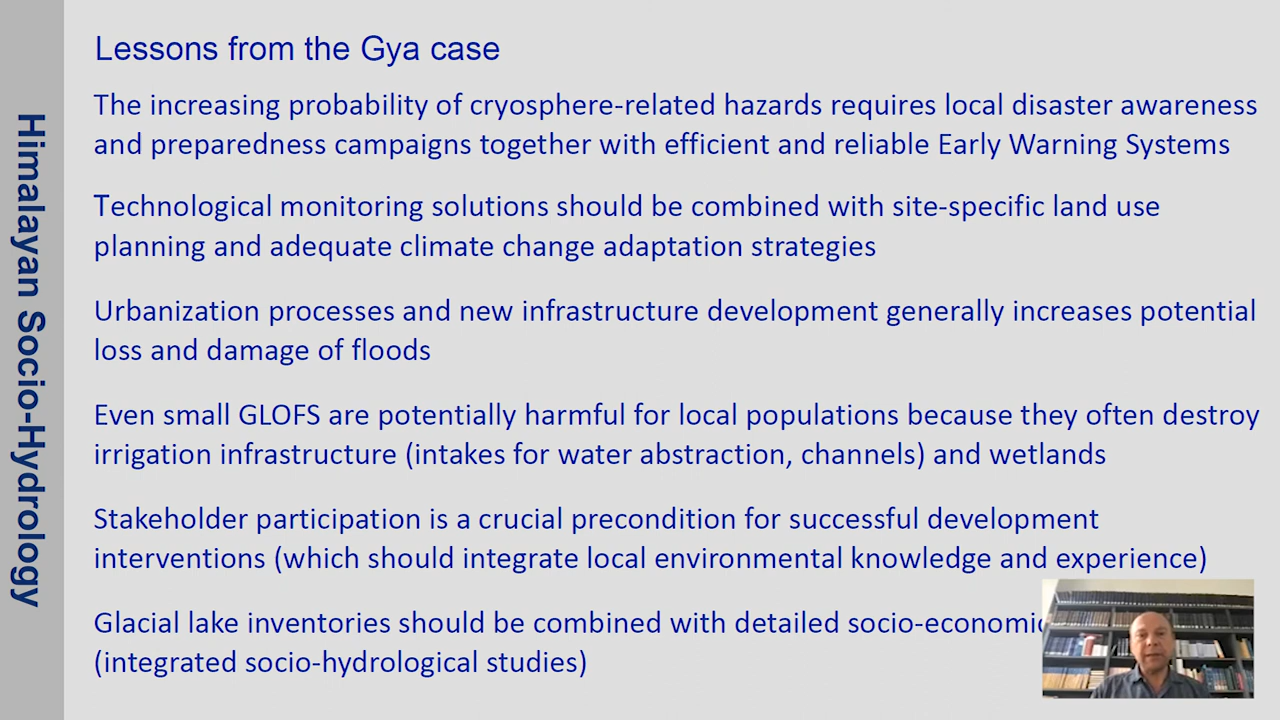 Himalayan Socio-Hydrology
Lessons from the Gya case
The increasing probability of cryosphere-related hazards requires local disaster awareness
and preparedness campaigns together with efficient and reliable Early Warning Systems
Technological monitoring solutions should be combined with site-specific land use
planning and adequate climate change adaptation strategies
Urbanization processes and new infrastructure development generally increases potential
loss and damage of floods
Even small GLOFS are potentially harmful for local populations because they often destroy
irrigation infrastructure (intakes for water abstraction, channels) and wetlands
Stakeholder participation is a crucial precondition for successful development
interventions (which should integrate local environmental knowledge and experience)
Glacial lake inventories should be combined with detailed socio-economic
(integrated socio-hydrological studies)